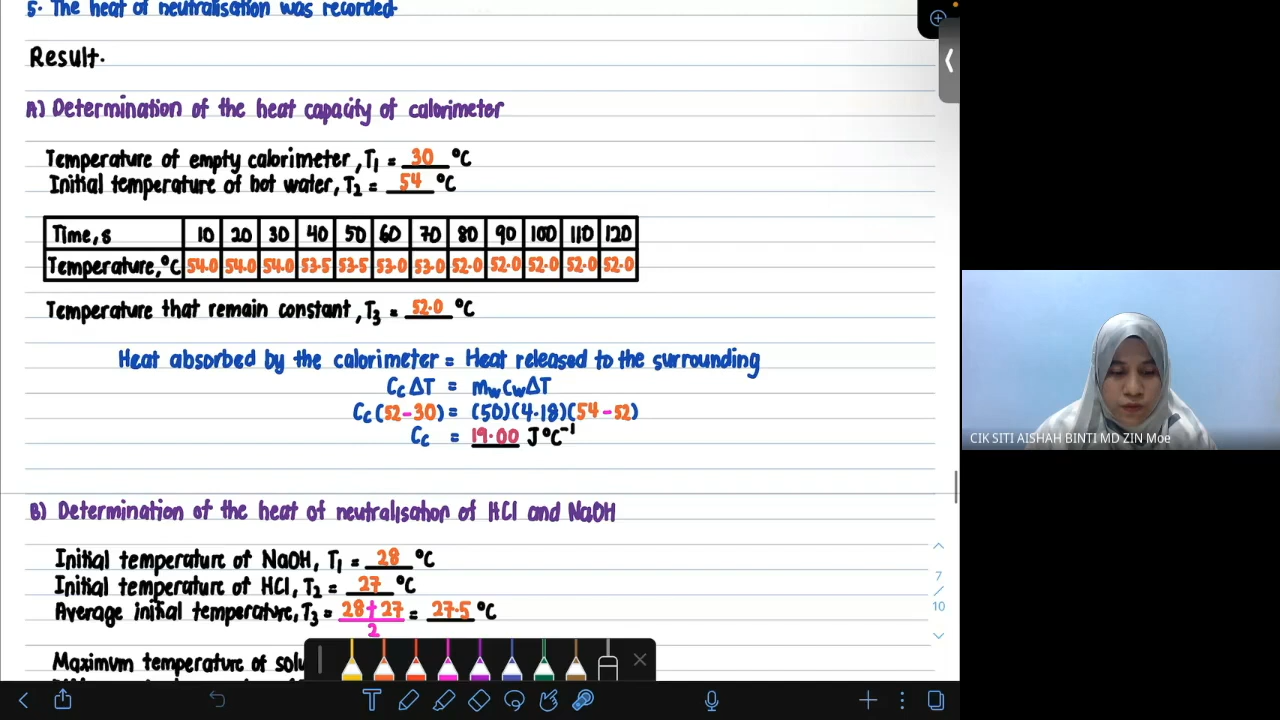 5. The heat of neutralisation was recorded
Result.
A) Determination of the heat capacity of calorimeter
Temperature of empty calorimeter, T₁ = 30 °C
Initial temperature of hot water, T₂ = 54 °C
Time, s 10 20 30 40 50 60 70 80 90 100 110 120
Temperature, °C 54.0 54.0 54.0 53.5 53.5 53.0 53.0 52.0 52.0 52.0 52.0 52.0
Temperature that remain constant, T₃ = 52.0 °C
Heat absorbed by the calorimeter = Heat released to the surrounding
Cc ΔT = mw cw ΔT
Cc (52-30) = (50)(4.18)(54-52)
Cc = 19.00 J°C⁻¹
B) Determination of the heat of neutralisation of HCl and NaOH
Initial temperature of NaOH, T₁ = 28 °C
Initial temperature of HCl, T₂ = 27 °C
Average initial temperature, T₃ = 28 + 27 / 2 = 27.5 °C
Maximum temperature of solu
7
/
10
CIK SITI AISHAH BINTI MD ZIN Moe